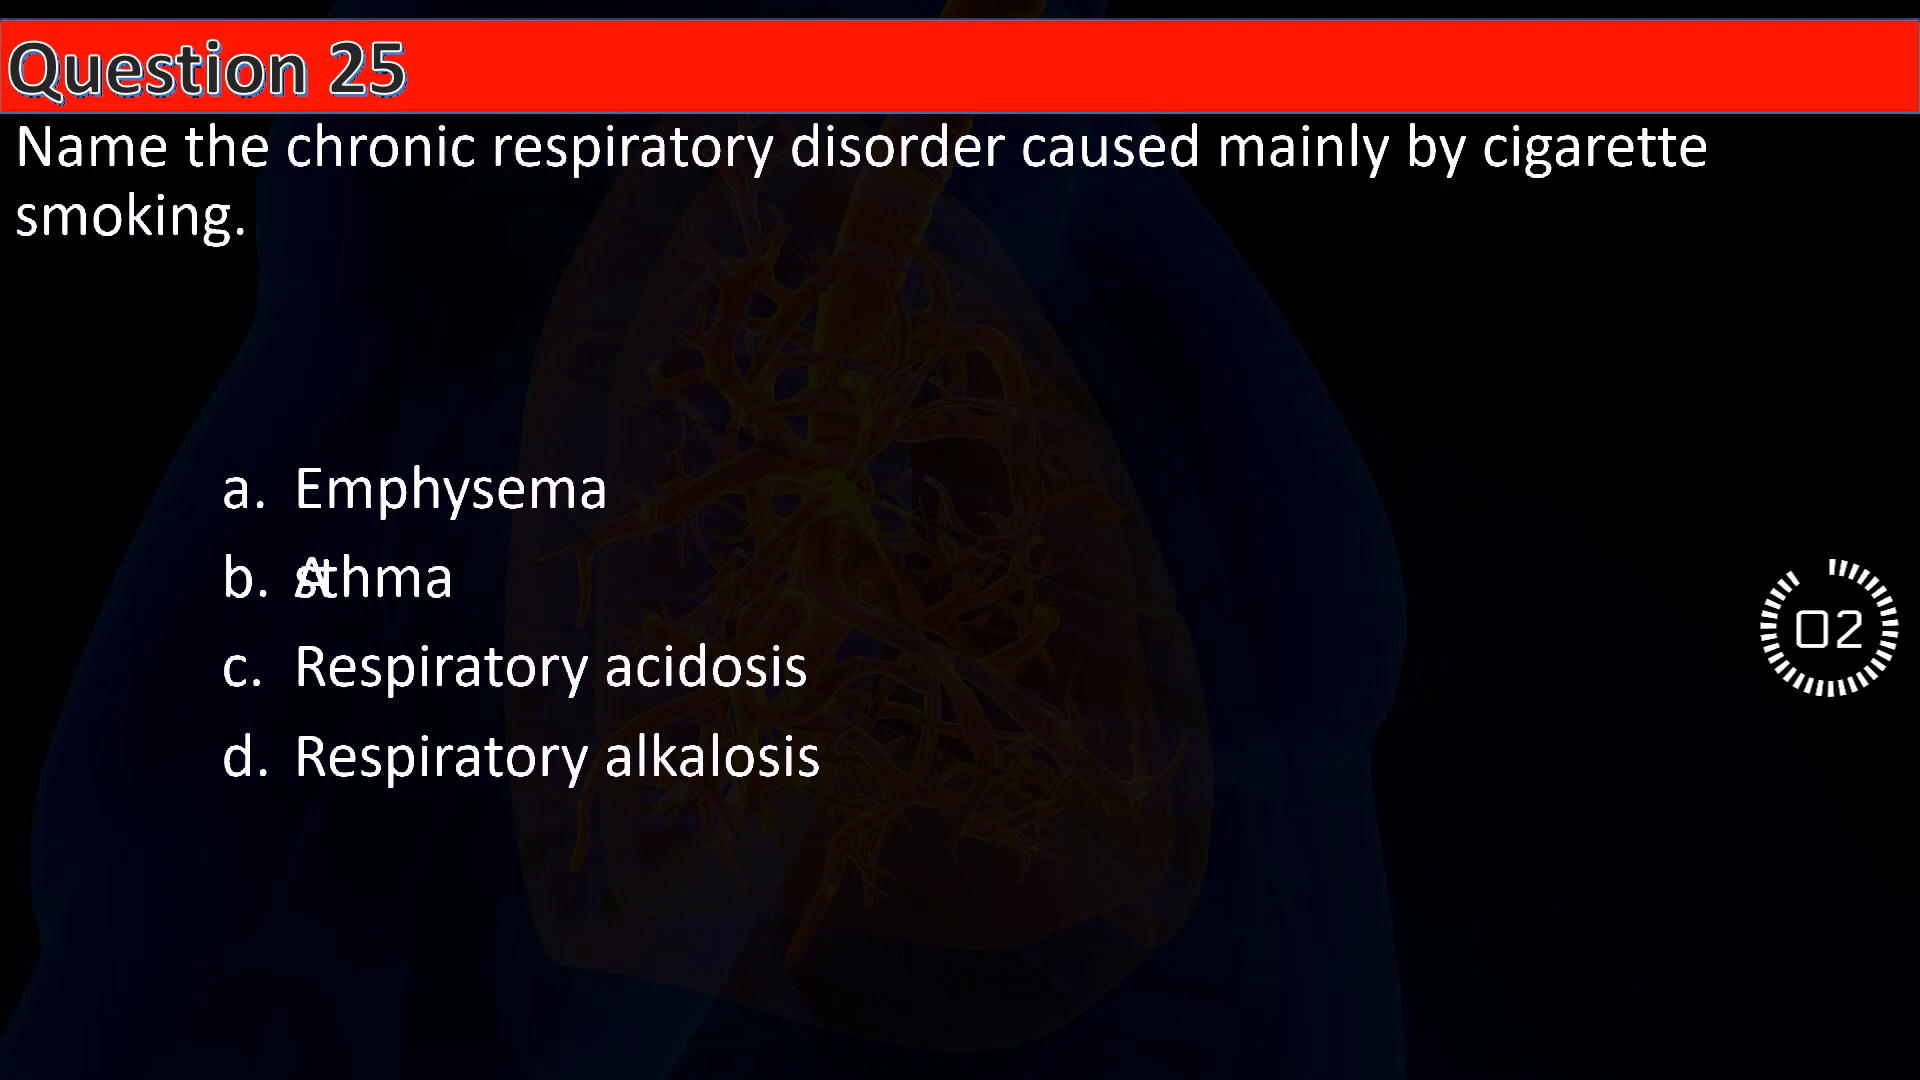 Question 25
Name the chronic respiratory disorder caused mainly by cigarette
smoking.
a. Emphysema
b. Asthma
c. Respiratory acidosis
02
d. Respiratory alkalosis